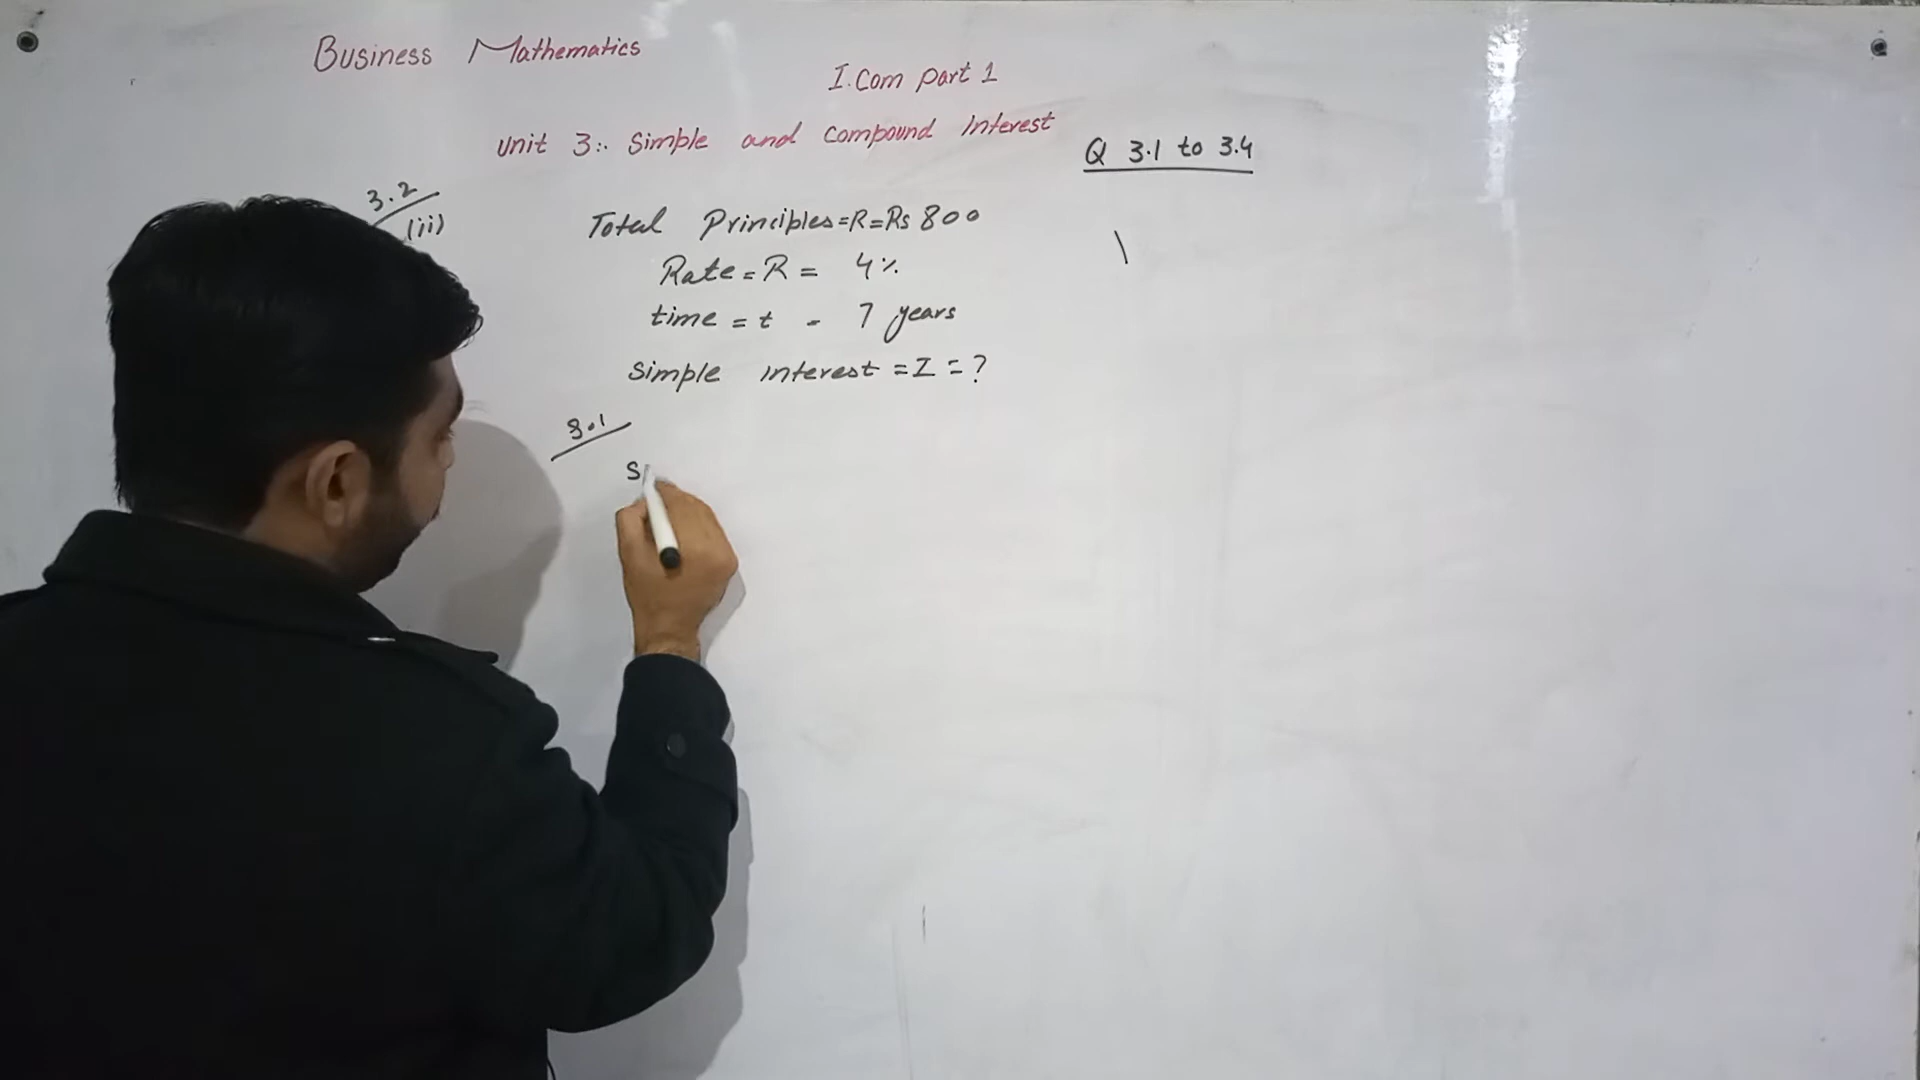 Business Mathematics
I.Com part 1
Unit 3:. Simple and Compound Interest
Q 3.1 to 3.4
3.2
(ii)
Total Principles=R=Rs 800
Rate = R = 4%
time = t - 7 years
Simple interest = I = ?
3.1
S